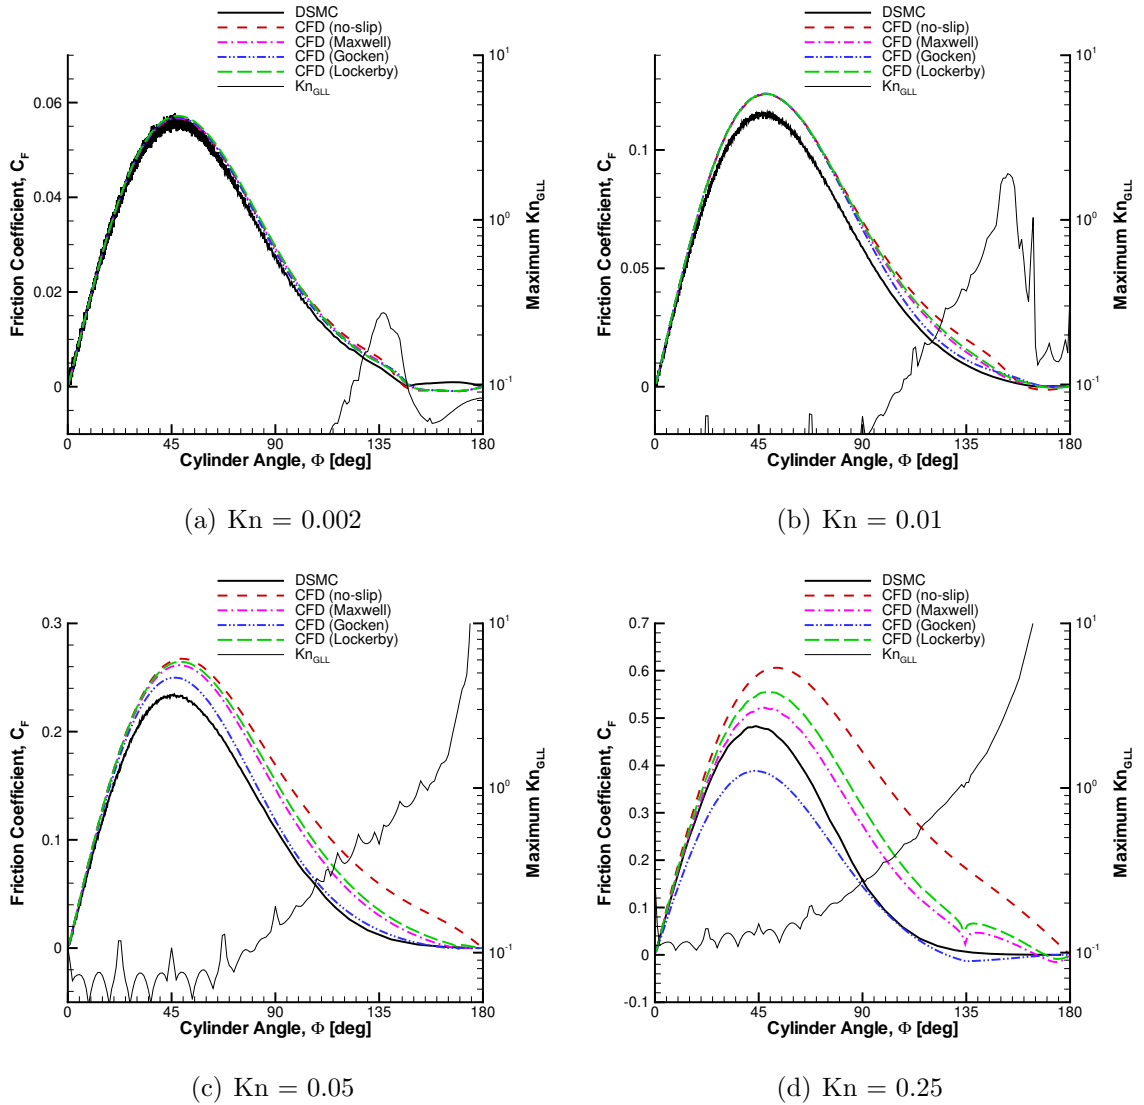 DSMC
CFD (no-slip)
CFD (Maxwell)
CFD (Gocken)
CFD (Lockerby)
Kn_GLL
Friction Coefficient, C_F
0.06
0.04
0.02
0
10^1
10^0
10^-1
Maximum Kn_GLL
0 45 90 135 180
Cylinder Angle, Φ [deg]
(a) Kn = 0.002
DSMC
CFD (no-slip)
CFD (Maxwell)
CFD (Gocken)
CFD (Lockerby)
Kn_GLL
Friction Coefficient, C_F
0.1
0.05
0
10^1
10^0
10^-1
Maximum Kn_GLL
0 45 90 135 180
Cylinder Angle, Φ [deg]
(b) Kn = 0.01
DSMC
CFD (no-slip)
CFD (Maxwell)
CFD (Gocken)
CFD (Lockerby)
Kn_GLL
Friction Coefficient, C_F
0.3
0.2
0.1
0
10^1
10^0
10^-1
Maximum Kn_GLL
0 45 90 135 180
Cylinder Angle, Φ [deg]
(c) Kn = 0.05
DSMC
CFD (no-slip)
CFD (Maxwell)
CFD (Gocken)
CFD (Lockerby)
Kn_GLL
Friction Coefficient, C_F
0.7
0.6
0.5
0.4
0.3
0.2
0.1
0
-0.1
10^1
10^0
10^-1
Maximum Kn_GLL
0 45 90 135 180
Cylinder Angle, Φ [deg]
(d) Kn = 0.25